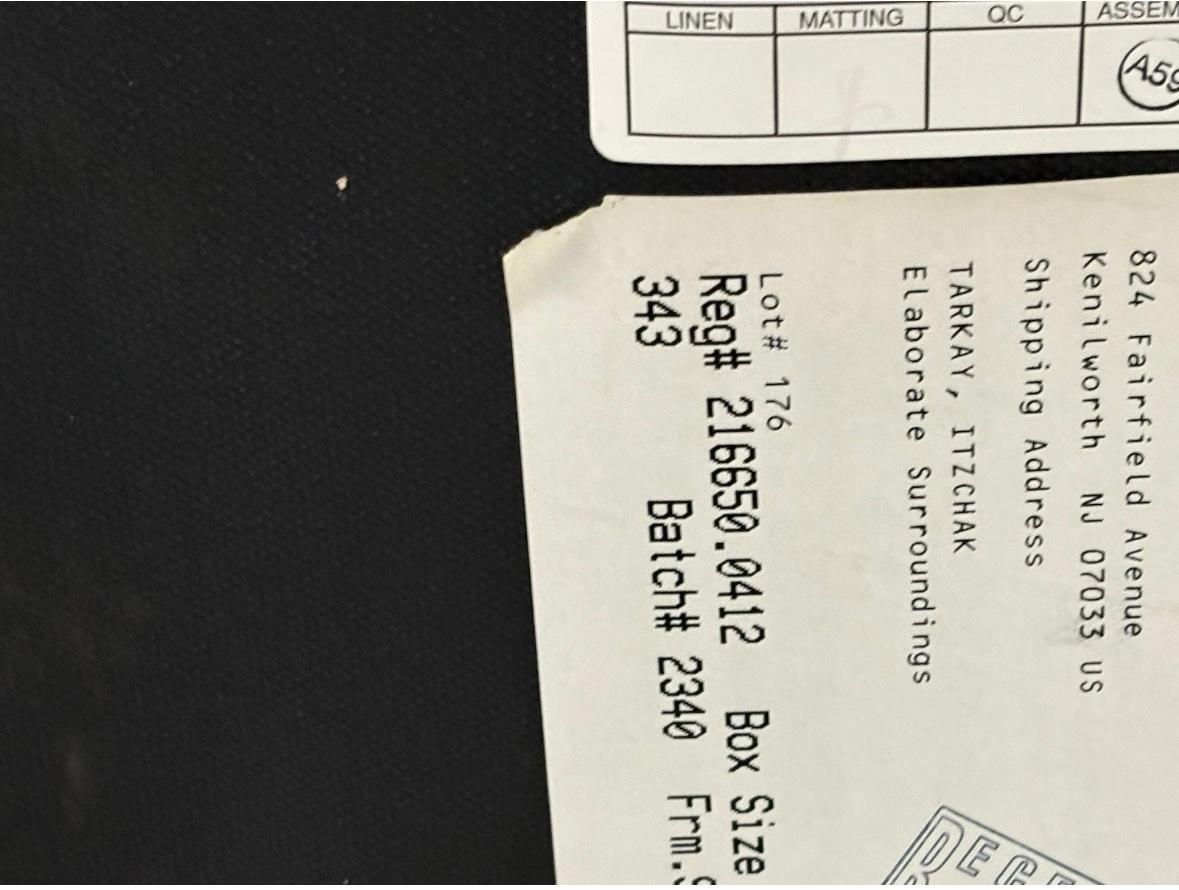 LINEN MATTING QC ASSEM
A59
824 Fairfield Avenue
Kenilworth NJ 07033 US
Shipping Address
TARKAY, ITZCHAK
Elaborate Surroundings
Lot# 176
Reg# 216650.0412 Box Size
343 Batch# 2340 Frm.S